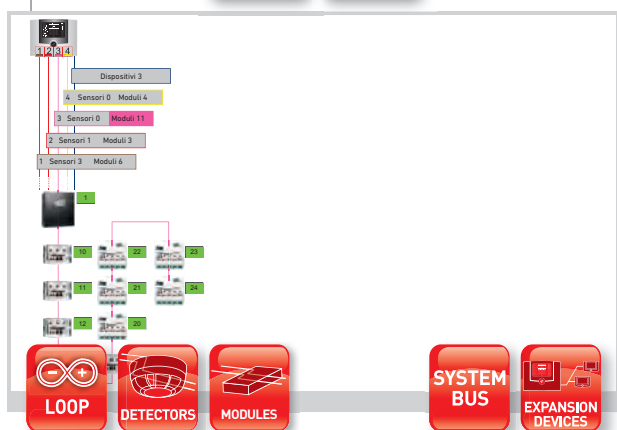 1 2 3 4
Dispositivi 3
4 Sensori 0 Moduli 4
3 Sensori 0 Moduli 11
2 Sensori 1 Moduli 3
1 Sensori 3 Moduli 6
1
10 22 23
11 21 24
12 20
LOOP
DETECTORS
MODULES
SYSTEM
BUS
EXPANSION
DEVICES